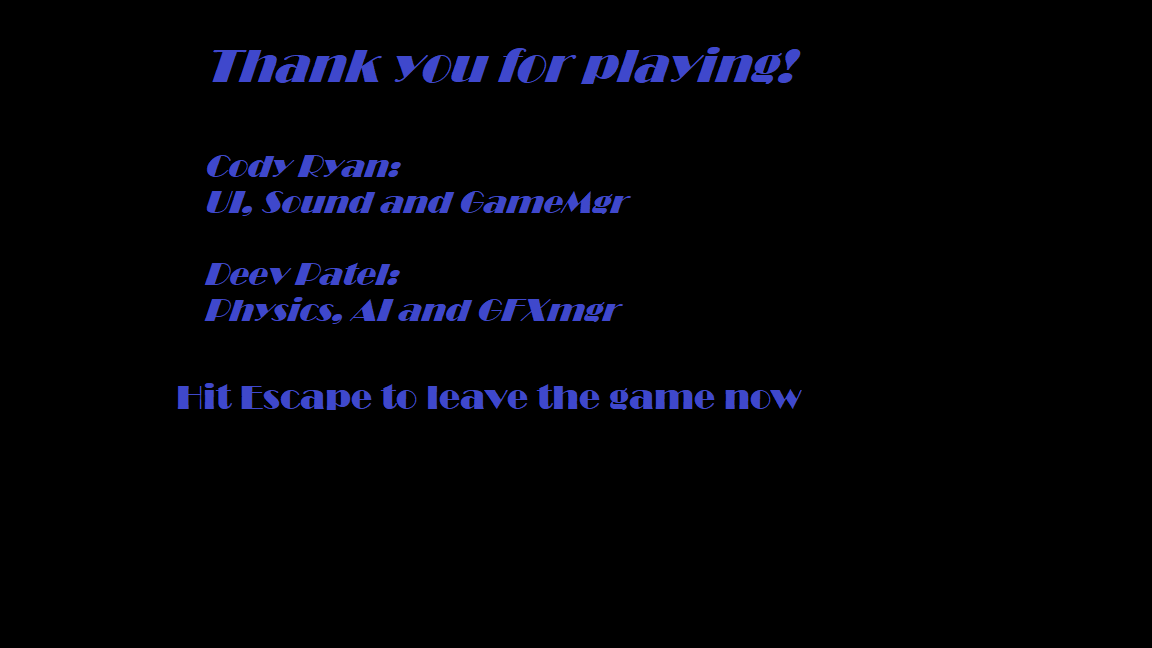 Thank you for playing!
Cody Ryan:
UI, Sound and GameMgr
Deev Patel:
Physics, AI and GFXmgr
Hit Escape to leave the game now